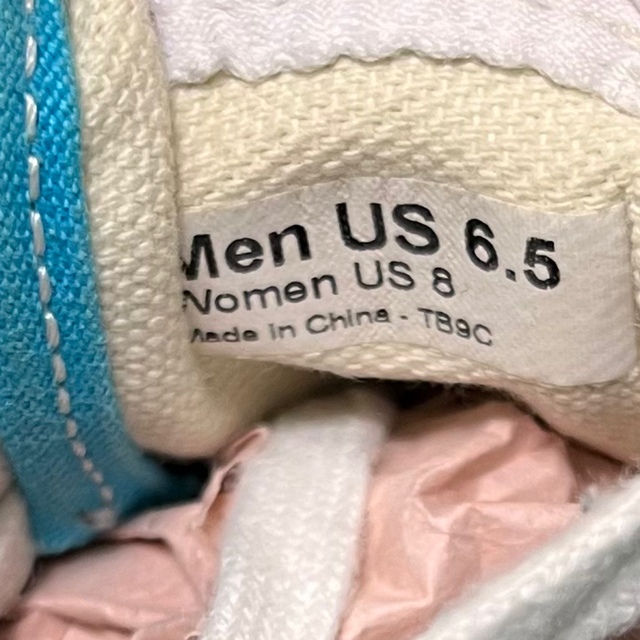 Men US 6.5
Women US 8
Made in China - TB9C